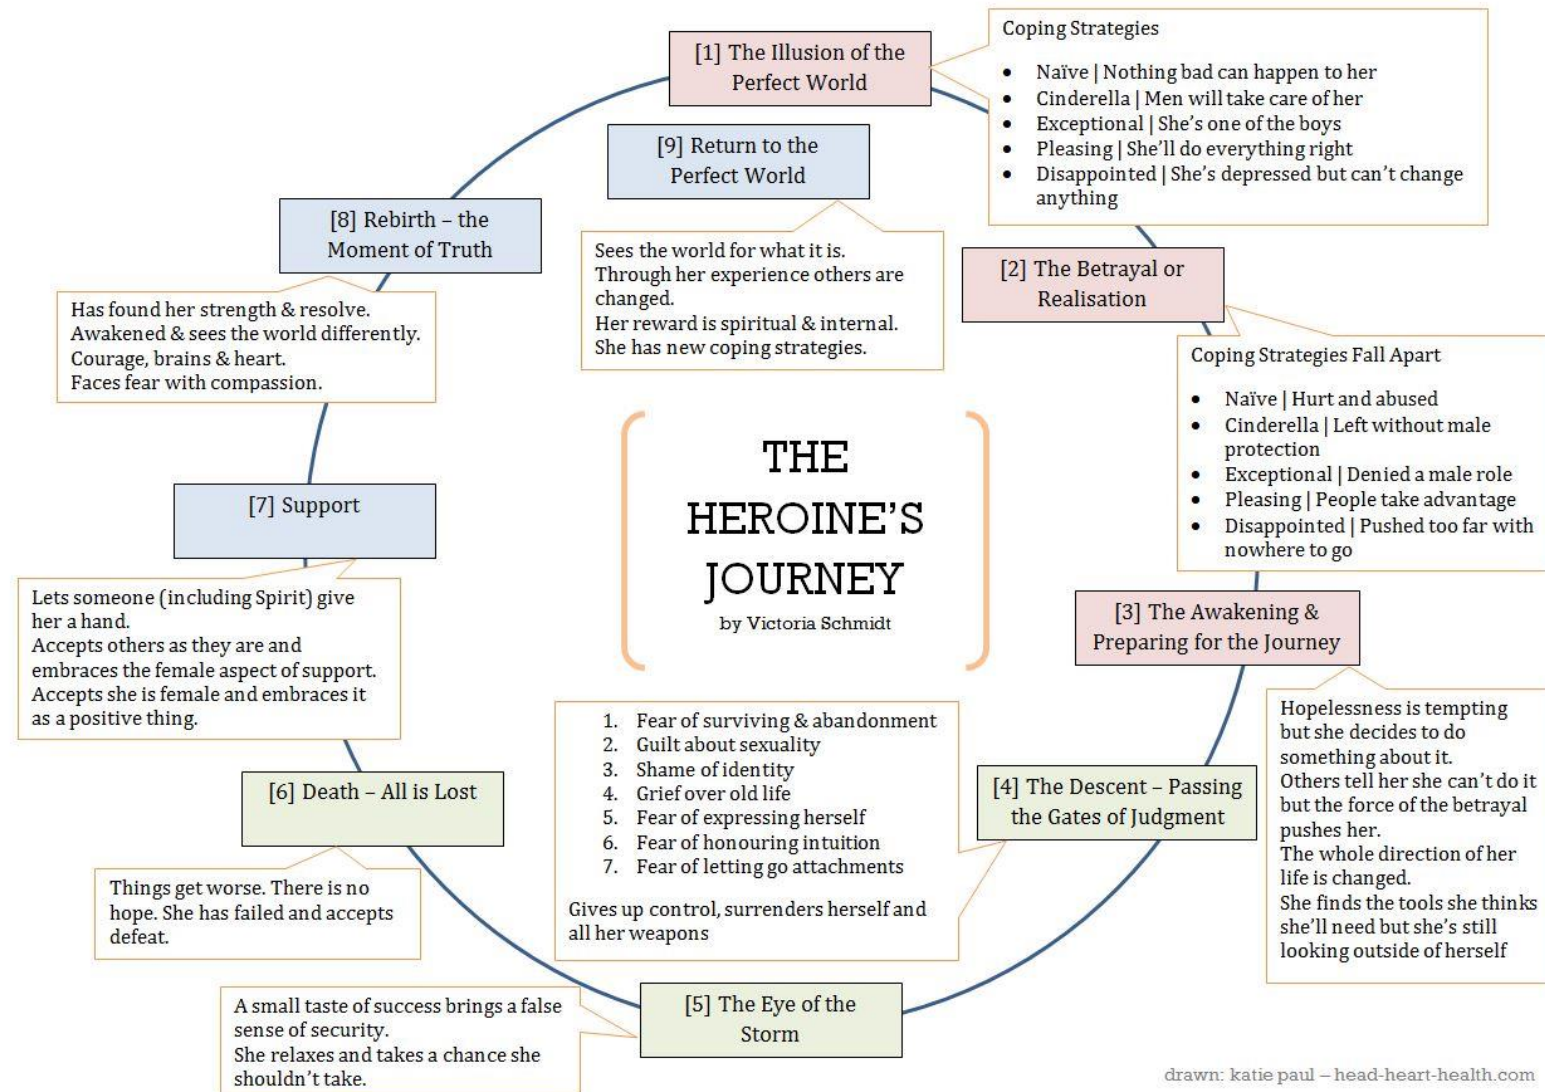 [1] The Illusion of the
Perfect World
Coping Strategies
• Naïve | Nothing bad can happen to her
• Cinderella | Men will take care of her
• Exceptional | She's one of the boys
• Pleasing | She'll do everything right
• Disappointed | She's depressed but can't change
anything
[2] The Betrayal or
Realisation
Coping Strategies Fall Apart
• Naïve | Hurt and abused
• Cinderella | Left without male
protection
• Exceptional | Denied a male role
• Pleasing | People take advantage
• Disappointed | Pushed too far with
nowhere to go
[3] The Awakening &
Preparing for the Journey
Hopelessness is tempting
but she decides to do
something about it.
Others tell her she can't do it
but the force of the betrayal
pushes her.
The whole direction of her
life is changed.
She finds the tools she thinks
she'll need but she's still
looking outside of herself
[4] The Descent – Passing
the Gates of Judgment
1. Fear of surviving & abandonment
2. Guilt about sexuality
3. Shame of identity
4. Grief over old life
5. Fear of expressing herself
6. Fear of honouring intuition
7. Fear of letting go attachments
Gives up control, surrenders herself and
all her weapons
[5] The Eye of the
Storm
A small taste of success brings a false
sense of security.
She relaxes and takes a chance she
shouldn't take.
[6] Death – All is Lost
Things get worse. There is no
hope. She has failed and accepts
defeat.
[7] Support
Lets someone (including Spirit) give
her a hand.
Accepts others as they are and
embraces the female aspect of support.
Accepts she is female and embraces it
as a positive thing.
[8] Rebirth – the
Moment of Truth
Has found her strength & resolve.
Awakened & sees the world differently.
Courage, brains & heart.
Faces fear with compassion.
[9] Return to the
Perfect World
Sees the world for what it is.
Through her experience others are
changed.
Her reward is spiritual & internal.
She has new coping strategies.
THE
HEROINE'S
JOURNEY
by Victoria Schmidt
drawn: katie paul – head-heart-health.com